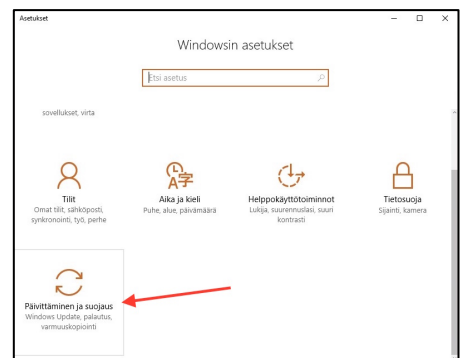 Asetukset
Windowsin asetukset
Etsi asetus
sovellukset, virta
Tilit
Omat tilit, sähköposti,
synkronointi, työ, perhe
Aika ja kieli
Puhe, alue, päivämäärä
Helppokäyttötoiminnot
Lukija, suurennuslasi, suuri
kontrasti
Tietosuoja
Sijainti, kamera
Päivittäminen ja suojaus
Windows Update, palautus,
varmuuskopiointi